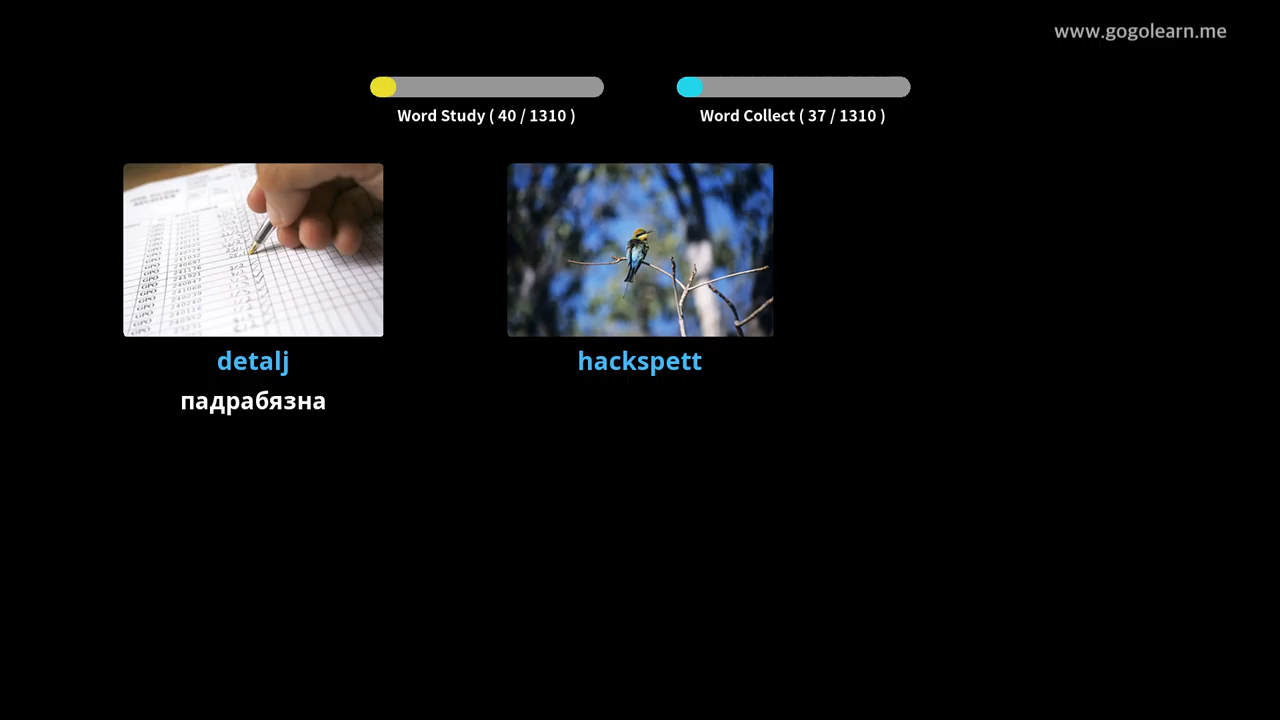 www.gogolearn.me
Word Study ( 40 / 1310 )
Word Collect ( 37 / 1310 )
detalj
hackspett
падрабязна